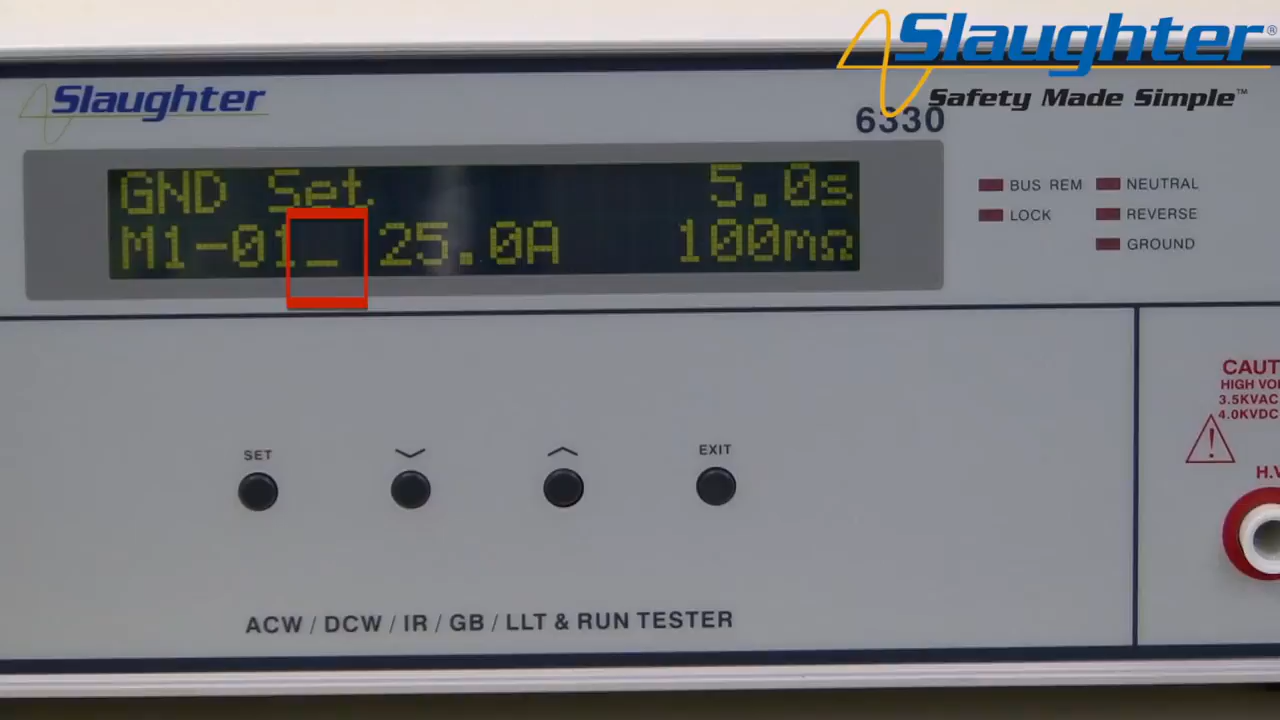 Slaughter®
Safety Made Simple™
Slaughter
6330
GND Set 5.0s
M1-01_ 25.0A 100mΩ
BUS REM NEUTRAL
LOCK REVERSE
GROUND
SET EXIT
ACW / DCW / IR / GB / LLT & RUN TESTER
CAUT
HIGH VO
3.5KVAC
4.0KVDC
H.V